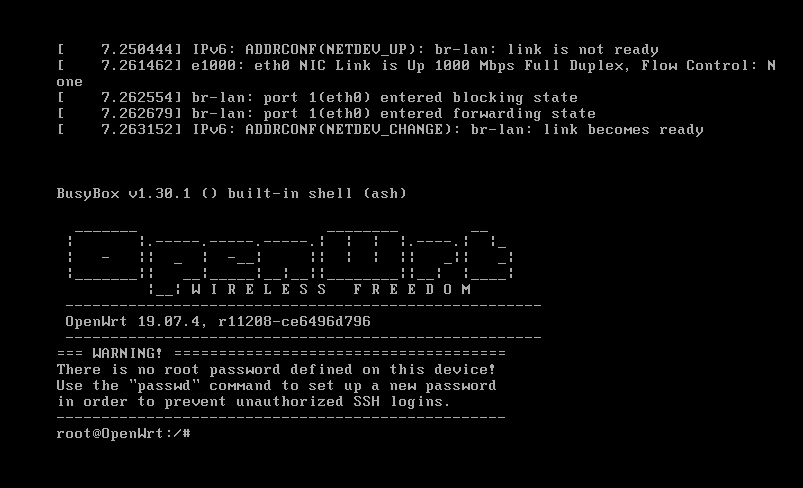 [    7.250444] IPv6: ADDRCONF(NETDEV_UP): br-lan: link is not ready
[    7.261462] e1000: eth0 NIC Link is Up 1000 Mbps Full Duplex, Flow Control: N
one
[    7.262554] br-lan: port 1(eth0) entered blocking state
[    7.262679] br-lan: port 1(eth0) entered forwarding state
[    7.263152] IPv6: ADDRCONF(NETDEV_CHANGE): br-lan: link becomes ready
BusyBox v1.30.1 () built-in shell (ash)
OpenWrt
W I R E L E S S   F R E E D O M
-----------------------------------------------------
OpenWrt 19.07.4, r11208-ce6496d796
-----------------------------------------------------
=== WARNING! =====================================
There is no root password defined on this device!
Use the "passwd" command to set up a new password
in order to prevent unauthorized SSH logins.
--------------------------------------------------
root@OpenWrt:/#